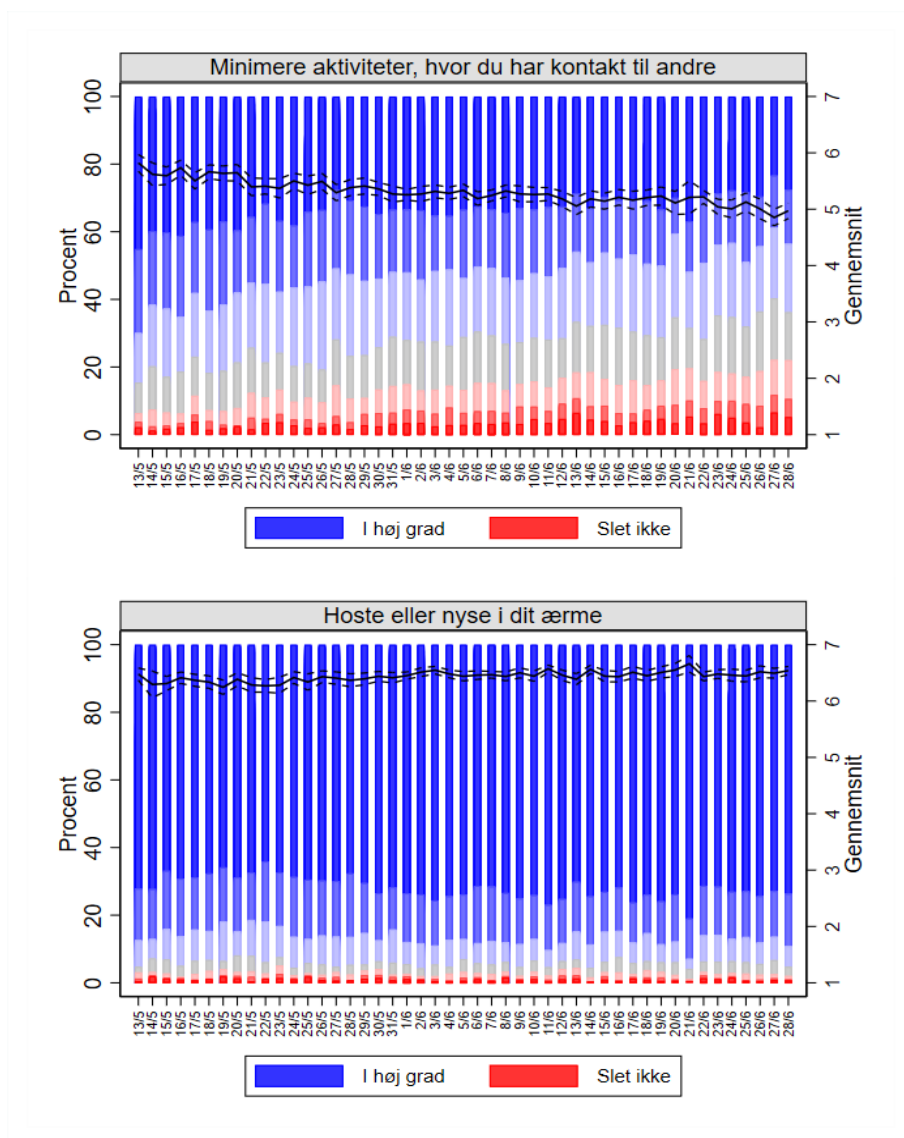 Minimere aktiviteter, hvor du har kontakt til andre
Procent
100
80
60
40
20
0
7
6
5
4
3
2
1
Gennemsnit
13/5 14/5 15/5 16/5 17/5 18/5 19/5 20/5 21/5 22/5 23/5 24/5 25/5 26/5 27/5 28/5 29/5 30/5 31/5 1/6 2/6 3/6 4/6 5/6 6/6 7/6 8/6 9/6 10/6 11/6 12/6 13/6 14/6 15/6 16/6 17/6 18/6 19/6 20/6 21/6 22/6 23/6 24/6 25/6 26/6 27/6 28/6
I høj grad Slet ikke
Hoste eller nyse i dit ærme
Procent
100
80
60
40
20
0
7
6
5
4
3
2
1
Gennemsnit
13/5 14/5 15/5 16/5 17/5 18/5 19/5 20/5 21/5 22/5 23/5 24/5 25/5 26/5 27/5 28/5 29/5 30/5 31/5 1/6 2/6 3/6 4/6 5/6 6/6 7/6 8/6 9/6 10/6 11/6 12/6 13/6 14/6 15/6 16/6 17/6 18/6 19/6 20/6 21/6 22/6 23/6 24/6 25/6 26/6 27/6 28/6
I høj grad Slet ikke